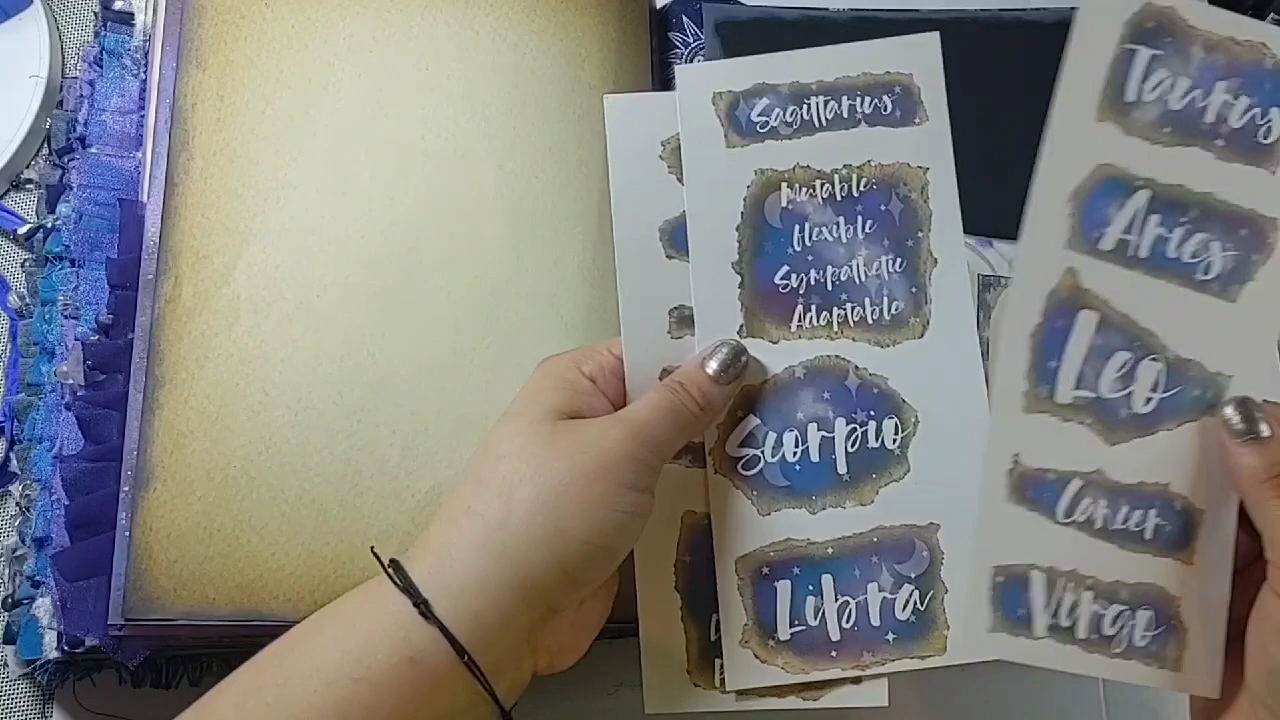 Sagittarius
Mutable:
flexible
Sympathetic
Adaptable
Scorpio
Libra
Taurus
Aries
Leo
Cancer
Virgo